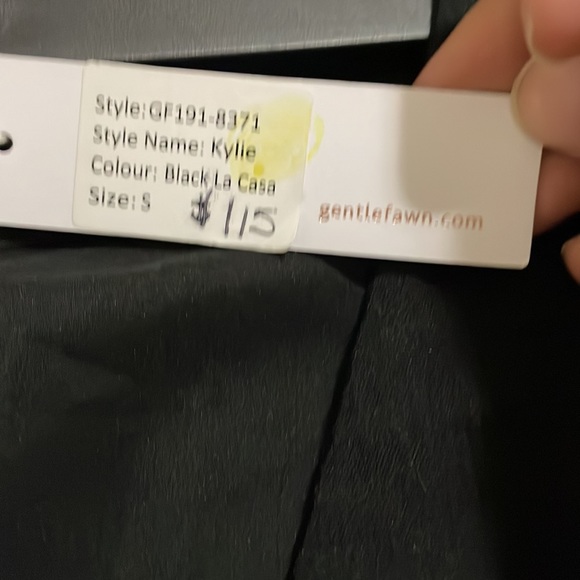 Style:GF191-8371
Style Name: Kylie
Colour: Black La Casa
Size: S
$115
gentlefawn.com